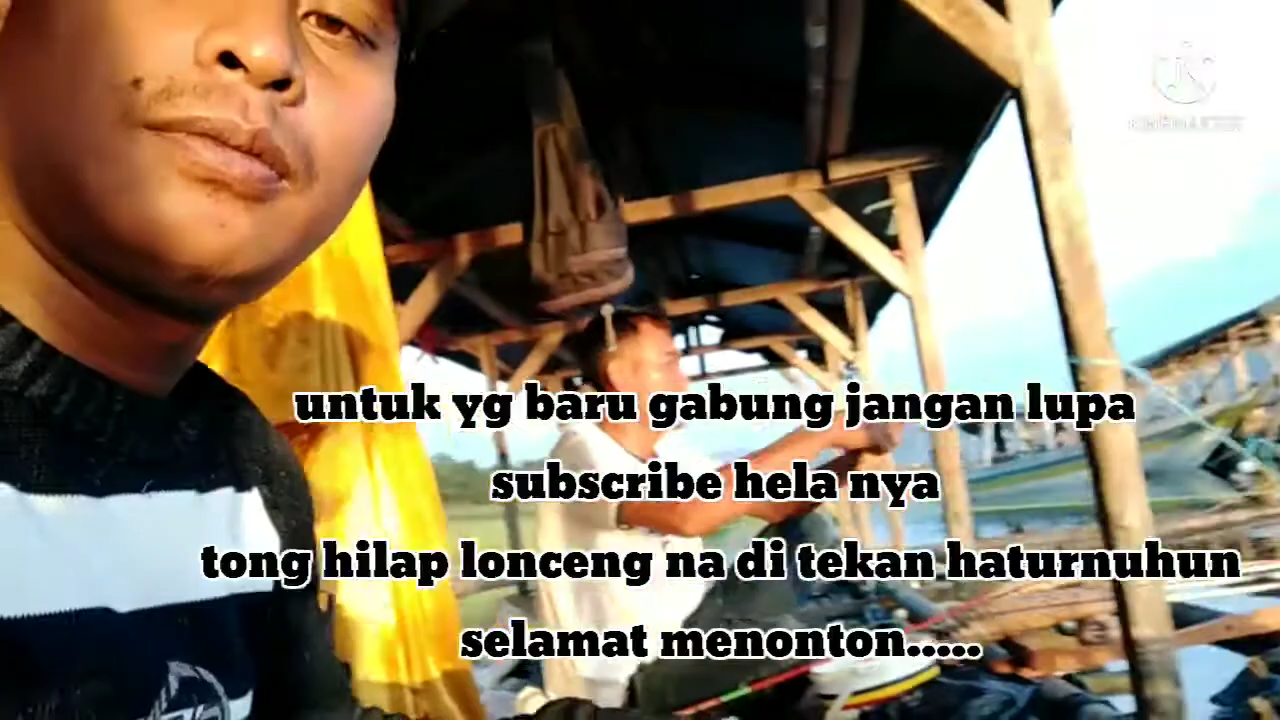 untuk yg baru gabung jangan lupa
subscribe hela nya
tong hilap lonceng na di tekan haturnuhun
selamat menonton.....